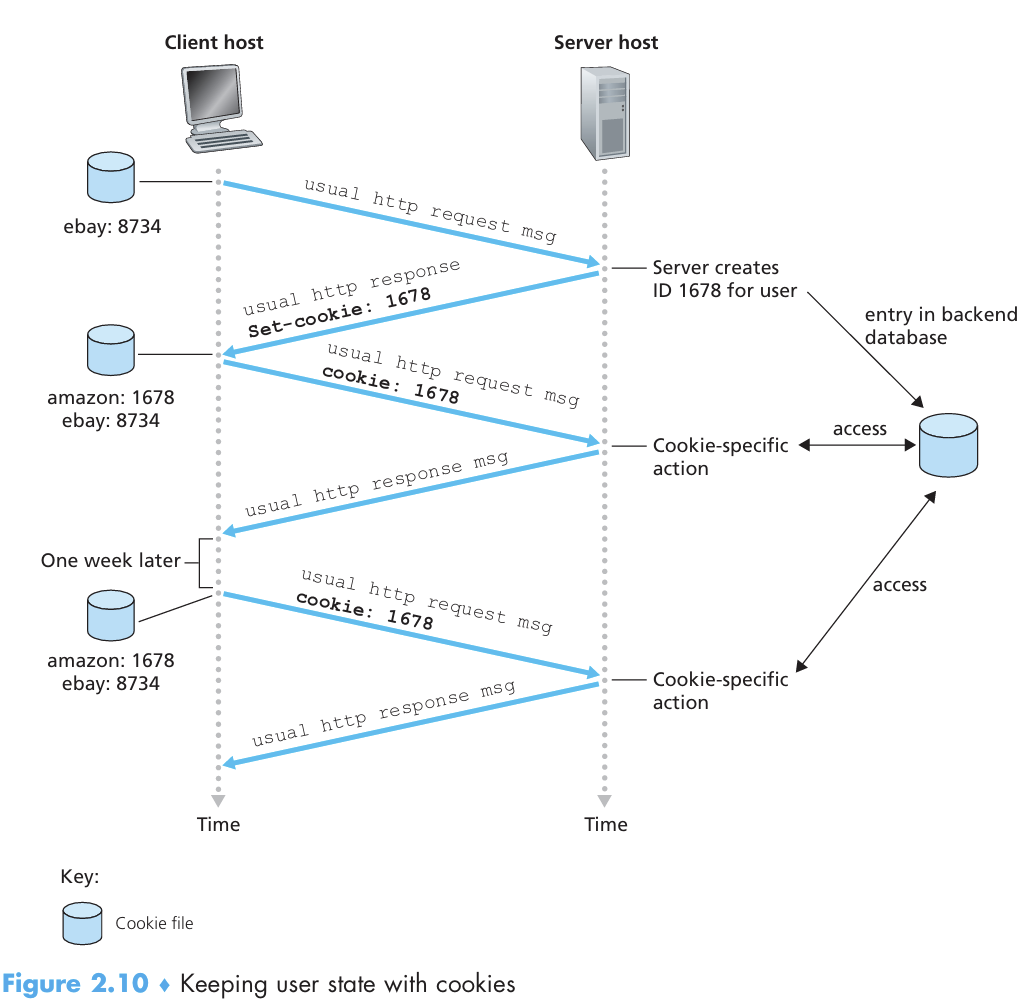 Client host
Server host
usual http request msg
ebay: 8734
Server creates
ID 1678 for user
usual http response
Set-cookie: 1678
entry in backend
database
usual http request msg
cookie: 1678
amazon: 1678
ebay: 8734
access
Cookie-specific
action
usual http response msg
One week later
usual http request msg
cookie: 1678
access
amazon: 1678
ebay: 8734
Cookie-specific
action
usual http response msg
Time
Time
Key:
Cookie file
Figure 2.10 ♦ Keeping user state with cookies